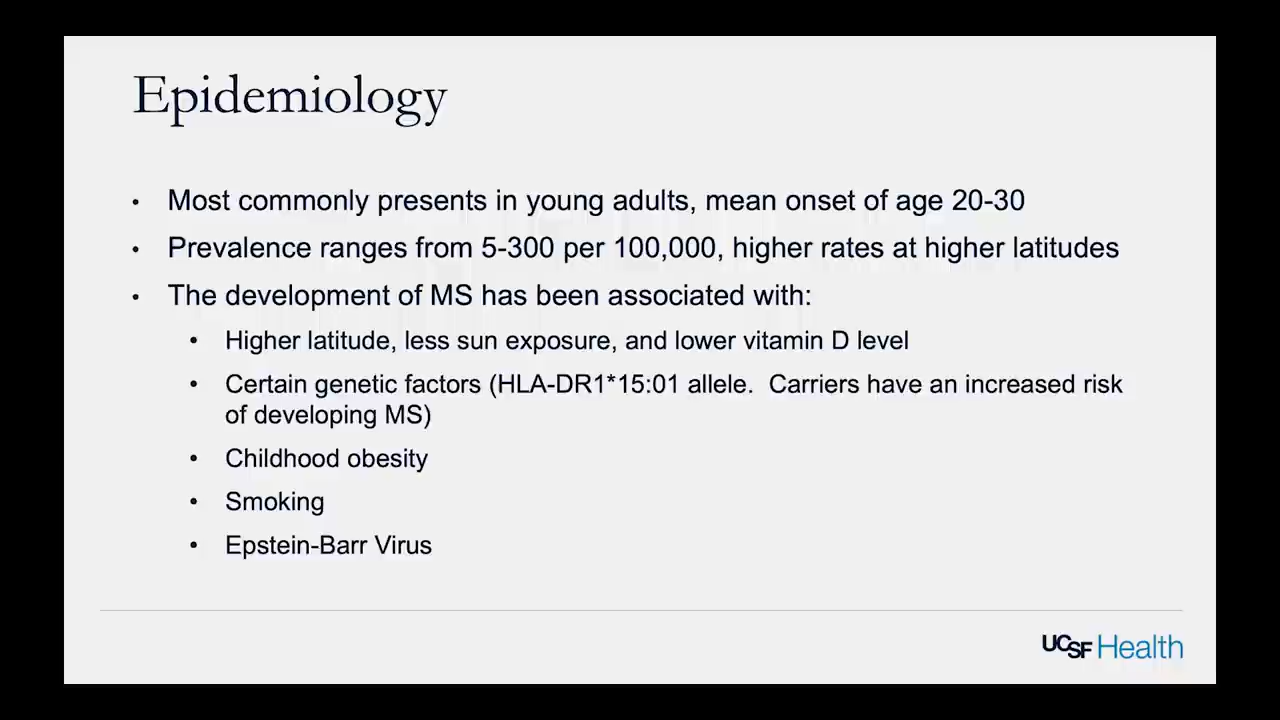 Epidemiology
• Most commonly presents in young adults, mean onset of age 20-30
• Prevalence ranges from 5-300 per 100,000, higher rates at higher latitudes
• The development of MS has been associated with:
• Higher latitude, less sun exposure, and lower vitamin D level
• Certain genetic factors (HLA-DR1*15:01 allele.  Carriers have an increased risk
of developing MS)
• Childhood obesity
• Smoking
• Epstein-Barr Virus
UCSF Health